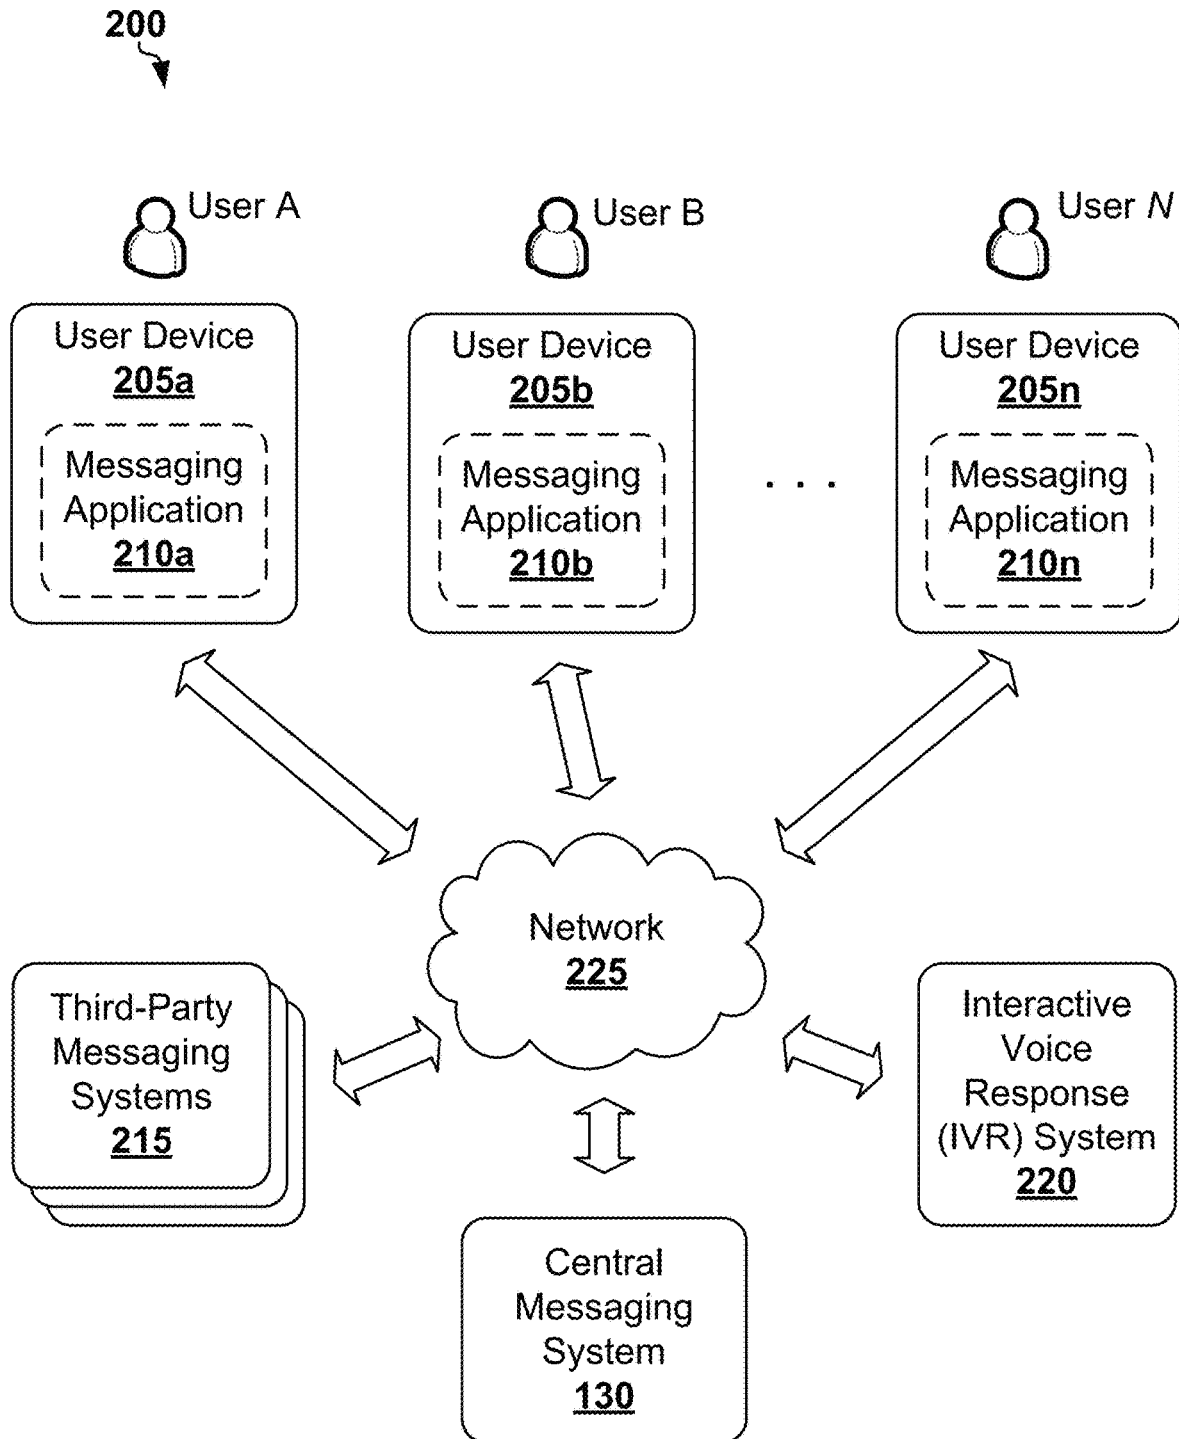 200
User A
User B
User N
User Device
205a
Messaging
Application
210a
User Device
205b
Messaging
Application
210b
. . .
User Device
205n
Messaging
Application
210n
Network
225
Third-Party
Messaging
Systems
215
Interactive
Voice
Response
(IVR) System
220
Central
Messaging
System
130